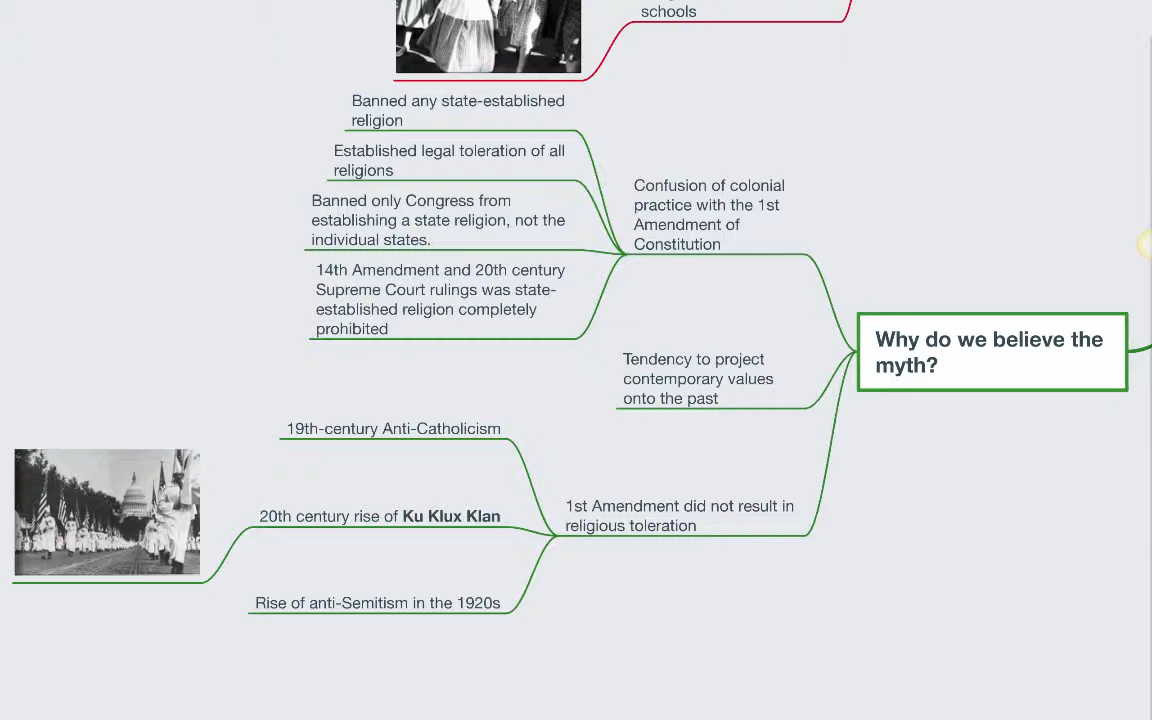 schools
Banned any state-established
religion
Established legal toleration of all
religions
Banned only Congress from
establishing a state religion, not the
individual states.
14th Amendment and 20th century
Supreme Court rulings was state-
established religion completely
prohibited
Confusion of colonial
practice with the 1st
Amendment of
Constitution
Why do we believe the
myth?
Tendency to project
contemporary values
onto the past
19th-century Anti-Catholicism
20th century rise of Ku Klux Klan
Rise of anti-Semitism in the 1920s
1st Amendment did not result in
religious toleration